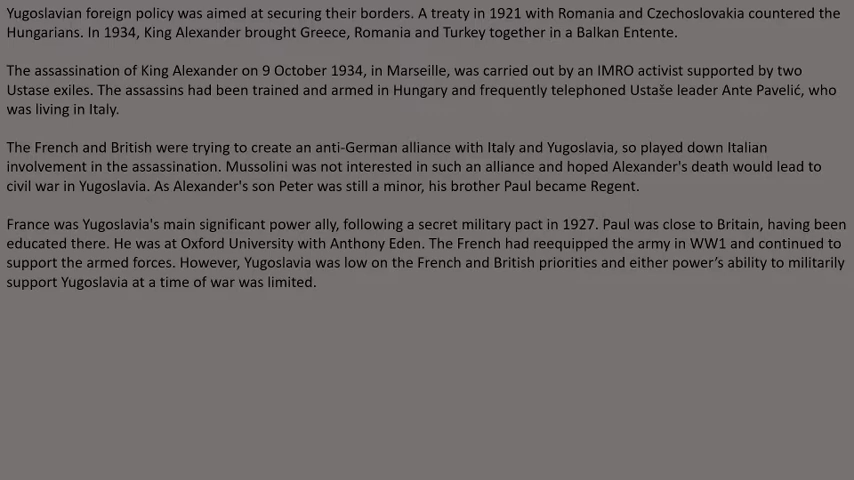 Yugoslavian foreign policy was aimed at securing their borders. A treaty in 1921 with Romania and Czechoslovakia countered the
Hungarians. In 1934, King Alexander brought Greece, Romania and Turkey together in a Balkan Entente.
The assassination of King Alexander on 9 October 1934, in Marseille, was carried out by an IMRO activist supported by two
Ustase exiles. The assassins had been trained and armed in Hungary and frequently telephoned Ustaše leader Ante Pavelić, who
was living in Italy.
The French and British were trying to create an anti-German alliance with Italy and Yugoslavia, so played down Italian
involvement in the assassination. Mussolini was not interested in such an alliance and hoped Alexander's death would lead to
civil war in Yugoslavia. As Alexander's son Peter was still a minor, his brother Paul became Regent.
France was Yugoslavia's main significant power ally, following a secret military pact in 1927. Paul was close to Britain, having been
educated there. He was at Oxford University with Anthony Eden. The French had reequipped the army in WW1 and continued to
support the armed forces. However, Yugoslavia was low on the French and British priorities and either power’s ability to militarily
support Yugoslavia at a time of war was limited.